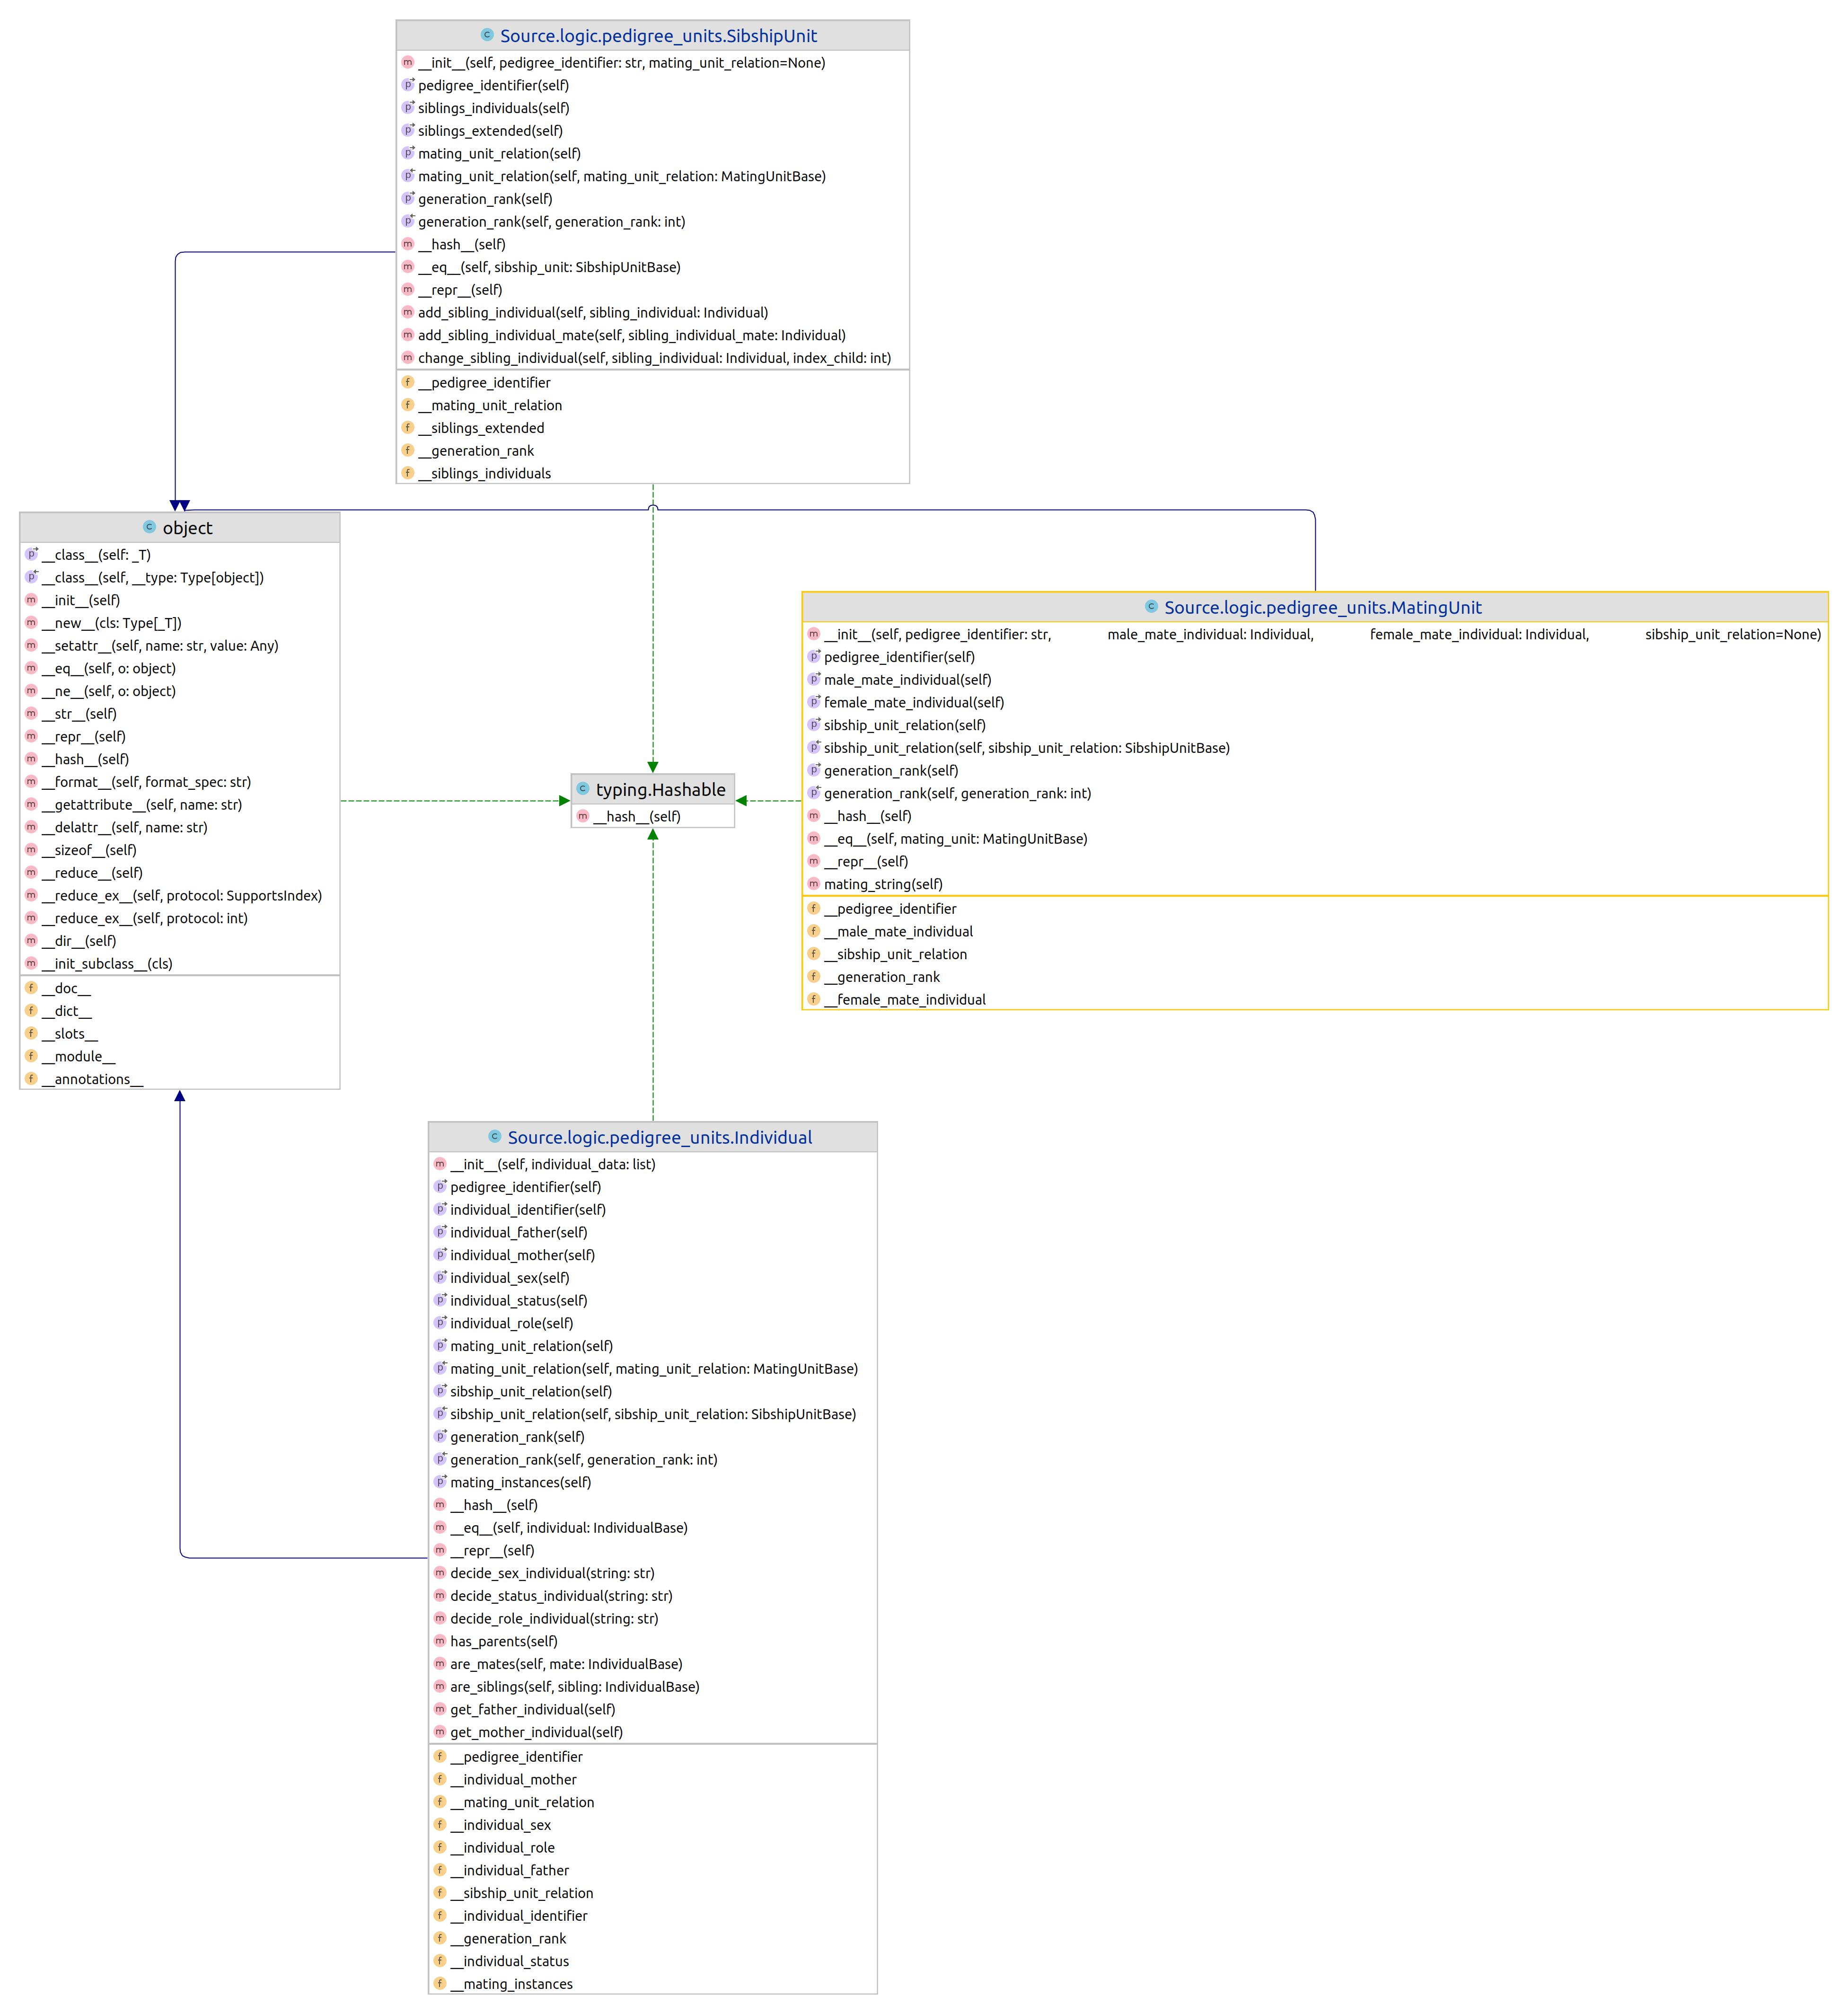 Source.logic.pedigree_units.SibshipUnit
__init__(self, pedigree_identifier: str, mating_unit_relation=None)
pedigree_identifier(self)
siblings_individuals(self)
siblings_extended(self)
mating_unit_relation(self)
mating_unit_relation(self, mating_unit_relation: MatingUnitBase)
generation_rank(self)
generation_rank(self, generation_rank: int)
__hash__(self)
__eq__(self, sibship_unit: SibshipUnitBase)
__repr__(self)
add_sibling_individual(self, sibling_individual: Individual)
add_sibling_individual_mate(self, sibling_individual_mate: Individual)
change_sibling_individual(self, sibling_individual: Individual, index_child: int)
__pedigree_identifier
__mating_unit_relation
__siblings_extended
__generation_rank
__siblings_individuals
object
__class__(self: _T)
__class__(self, __type: Type[object])
__init__(self)
__new__(cls: Type[_T])
__setattr__(self, name: str, value: Any)
__eq__(self, o: object)
__ne__(self, o: object)
__str__(self)
__repr__(self)
__hash__(self)
__format__(self, format_spec: str)
__getattribute__(self, name: str)
__delattr__(self, name: str)
__sizeof__(self)
__reduce__(self)
__reduce_ex__(self, protocol: SupportsIndex)
__reduce_ex__(self, protocol: int)
__dir__(self)
__init_subclass__(cls)
__doc__
__dict__
__slots__
__module__
__annotations__
typing.Hashable
__hash__(self)
Source.logic.pedigree_units.MatingUnit
__init__(self, pedigree_identifier: str, male_mate_individual: Individual, female_mate_individual: Individual, sibship_unit_relation=None)
pedigree_identifier(self)
male_mate_individual(self)
female_mate_individual(self)
sibship_unit_relation(self)
sibship_unit_relation(self, sibship_unit_relation: SibshipUnitBase)
generation_rank(self)
generation_rank(self, generation_rank: int)
__hash__(self)
__eq__(self, mating_unit: MatingUnitBase)
__repr__(self)
mating_string(self)
__pedigree_identifier
__male_mate_individual
__sibship_unit_relation
__generation_rank
__female_mate_individual
Source.logic.pedigree_units.Individual
__init__(self, individual_data: list)
pedigree_identifier(self)
individual_identifier(self)
individual_father(self)
individual_mother(self)
individual_sex(self)
individual_status(self)
individual_role(self)
mating_unit_relation(self)
mating_unit_relation(self, mating_unit_relation: MatingUnitBase)
sibship_unit_relation(self)
sibship_unit_relation(self, sibship_unit_relation: SibshipUnitBase)
generation_rank(self)
generation_rank(self, generation_rank: int)
mating_instances(self)
__hash__(self)
__eq__(self, individual: IndividualBase)
__repr__(self)
decide_sex_individual(string: str)
decide_status_individual(string: str)
decide_role_individual(string: str)
has_parents(self)
are_mates(self, mate: IndividualBase)
are_siblings(self, sibling: IndividualBase)
get_father_individual(self)
get_mother_individual(self)
__pedigree_identifier
__individual_mother
__mating_unit_relation
__individual_sex
__individual_role
__individual_father
__sibship_unit_relation
__individual_identifier
__generation_rank
__individual_status
__mating_instances